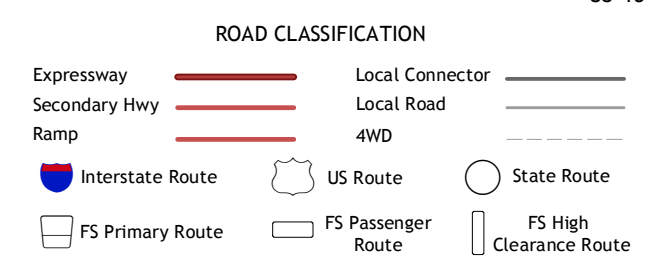 ROAD CLASSIFICATION
Expressway
Local Connector
Secondary Hwy
Local Road
Ramp
4WD
Interstate Route
US Route
State Route
FS Primary Route
FS Passenger
Route
FS High
Clearance Route